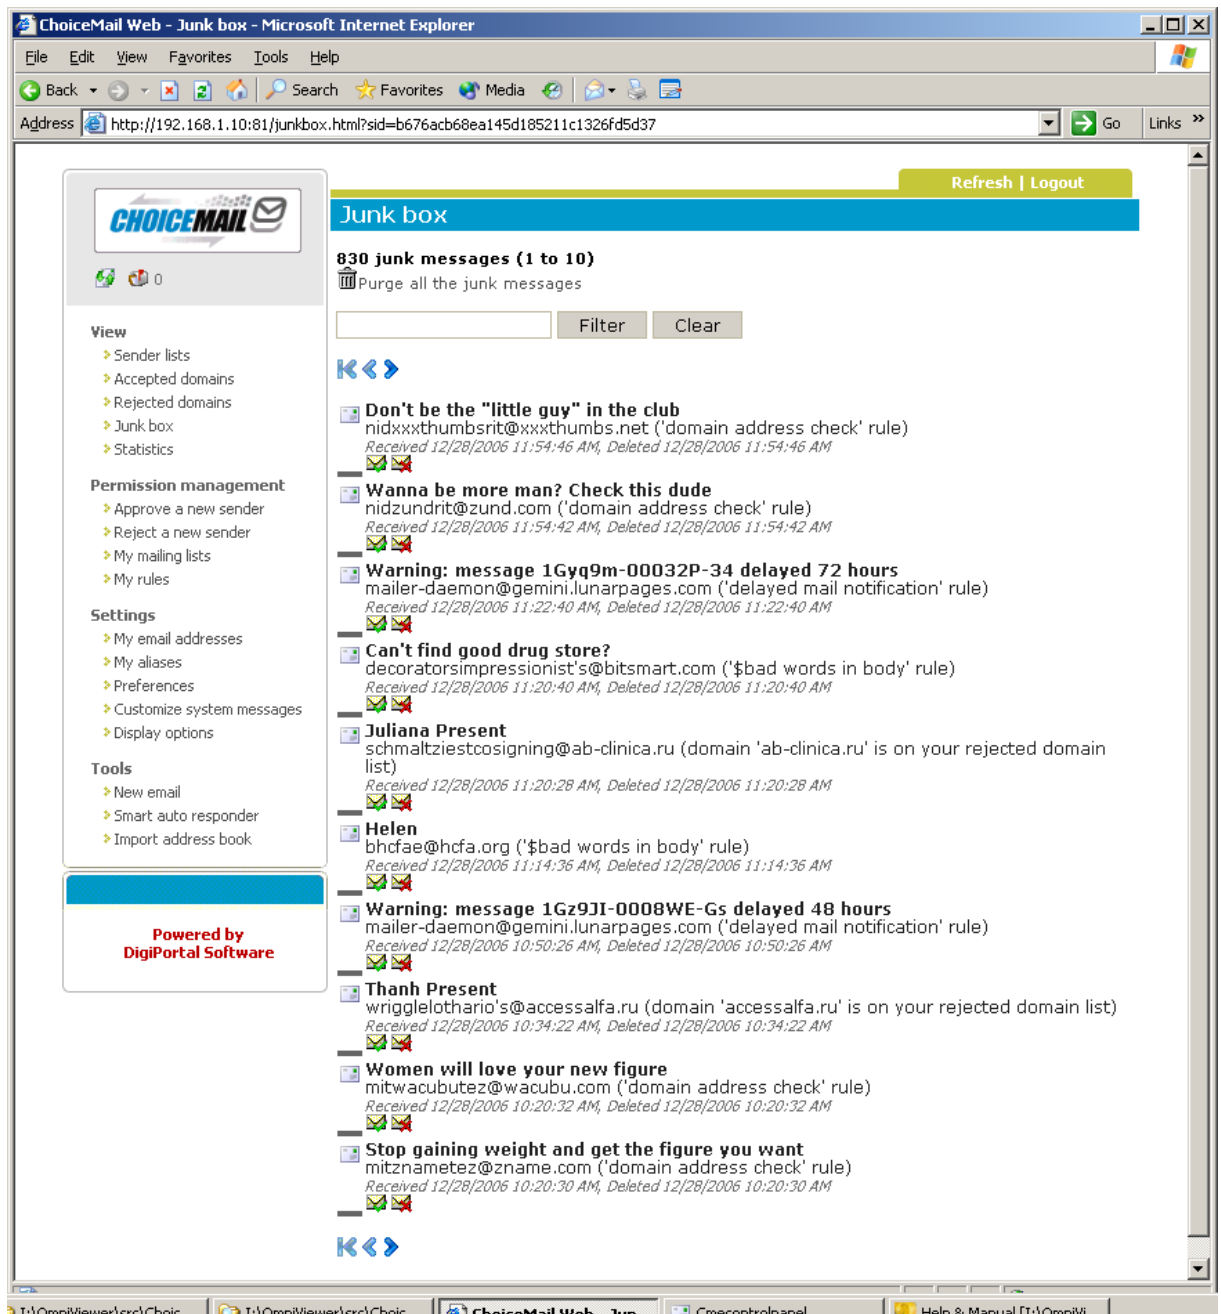 ChoiceMail Web - Junk box - Microsoft Internet Explorer
File Edit View Favorites Tools Help
Back Search Favorites Media
Address http://192.168.1.10:81/junkbox.html?sid=b676acb68ea145d185211c1326fd5d37 Go Links »
Refresh | Logout
CHOICEMAIL
Junk box
0
830 junk messages (1 to 10)
Purge all the junk messages
Filter Clear
View
Sender lists
Accepted domains
Rejected domains
Junk box
Statistics
Permission management
Approve a new sender
Reject a new sender
My mailing lists
My rules
Settings
My email addresses
My aliases
Preferences
Customize system messages
Display options
Tools
New email
Smart auto responder
Import address book
Powered by
DigiPortal Software
Don't be the "little guy" in the club
nidxxxthumbsrit@xxxthumbs.net ('domain address check' rule)
Received 12/28/2006 11:54:46 AM, Deleted 12/28/2006 11:54:46 AM
Wanna be more man? Check this dude
nidzundrit@zund.com ('domain address check' rule)
Received 12/28/2006 11:54:42 AM, Deleted 12/28/2006 11:54:42 AM
Warning: message 1Gyq9m-00032P-34 delayed 72 hours
mailer-daemon@gemini.lunarpages.com ('delayed mail notification' rule)
Received 12/28/2006 11:22:40 AM, Deleted 12/28/2006 11:22:40 AM
Can't find good drug store?
decoratorsimpressionist's@bitsmart.com ('$bad words in body' rule)
Received 12/28/2006 11:20:40 AM, Deleted 12/28/2006 11:20:40 AM
Juliana Present
schmaltziestcosigning@ab-clinica.ru (domain 'ab-clinica.ru' is on your rejected domain
list)
Received 12/28/2006 11:20:28 AM, Deleted 12/28/2006 11:20:28 AM
Helen
bhcfae@hcfa.org ('$bad words in body' rule)
Received 12/28/2006 11:14:36 AM, Deleted 12/28/2006 11:14:36 AM
Warning: message 1Gz9JI-0008WE-Gs delayed 48 hours
mailer-daemon@gemini.lunarpages.com ('delayed mail notification' rule)
Received 12/28/2006 10:50:26 AM, Deleted 12/28/2006 10:50:26 AM
Thanh Present
wrigglelothario's@accessalfa.ru (domain 'accessalfa.ru' is on your rejected domain list)
Received 12/28/2006 10:34:22 AM, Deleted 12/28/2006 10:34:22 AM
Women will love your new figure
mitwacubutez@wacubu.com ('domain address check' rule)
Received 12/28/2006 10:20:32 AM, Deleted 12/28/2006 10:20:32 AM
Stop gaining weight and get the figure you want
mitznametez@zname.com ('domain address check' rule)
Received 12/28/2006 10:20:30 AM, Deleted 12/28/2006 10:20:30 AM
I:\OmniViewer\src\Choic... I:\OmniViewer\src\Choic... ChoiceMail Web - Jun... Cmecontrolpanel Help & Manual [I:\OmniVi...